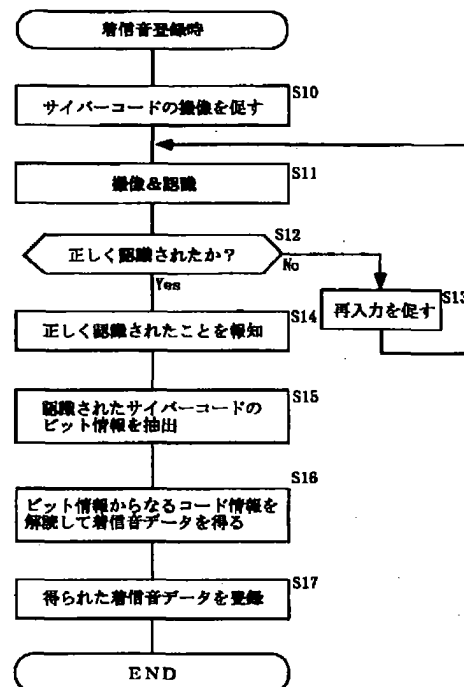 着信音登録時
サイバーコードの撮像を促す
S10
撮像&認識
S11
正しく認識されたか?
S12
No
Yes
再入力を促す
S13
正しく認識されたことを報知
S14
認識されたサイバーコードの
ビット情報を抽出
S15
ビット情報からなるコード情報を
解読して着信音データを得る
S16
得られた着信音データを登録
S17
END